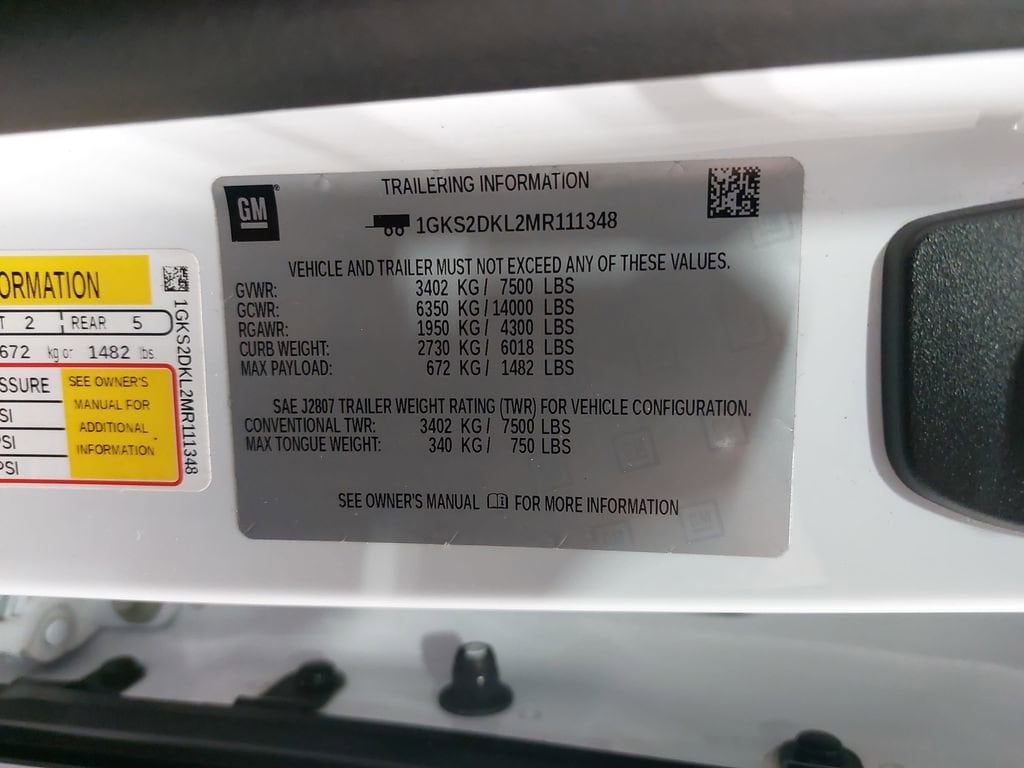 GM
TRAILERING INFORMATION
1GKS2DKL2MR111348
VEHICLE AND TRAILER MUST NOT EXCEED ANY OF THESE VALUES.
GVWR: 3402 KG/ 7500 LBS
GCWR: 6350 KG/14000 LBS
RGAWR: 1950 KG/ 4300 LBS
CURB WEIGHT: 2730 KG/ 6018 LBS
MAX PAYLOAD: 672 KG/ 1482 LBS
SAE J2807 TRAILER WEIGHT RATING (TWR) FOR VEHICLE CONFIGURATION.
CONVENTIONAL TWR: 3402 KG/ 7500 LBS
MAX TONGUE WEIGHT: 340 KG/ 750 LBS
SEE OWNER'S MANUAL FOR MORE INFORMATION
ORMATION
T 2 REAR 5
672 kg or 1482 lbs
SSURE
SI
PSI
PSI
SEE OWNER'S
MANUAL FOR
ADDITIONAL
INFORMATION
1GKS2DKL2MR111348